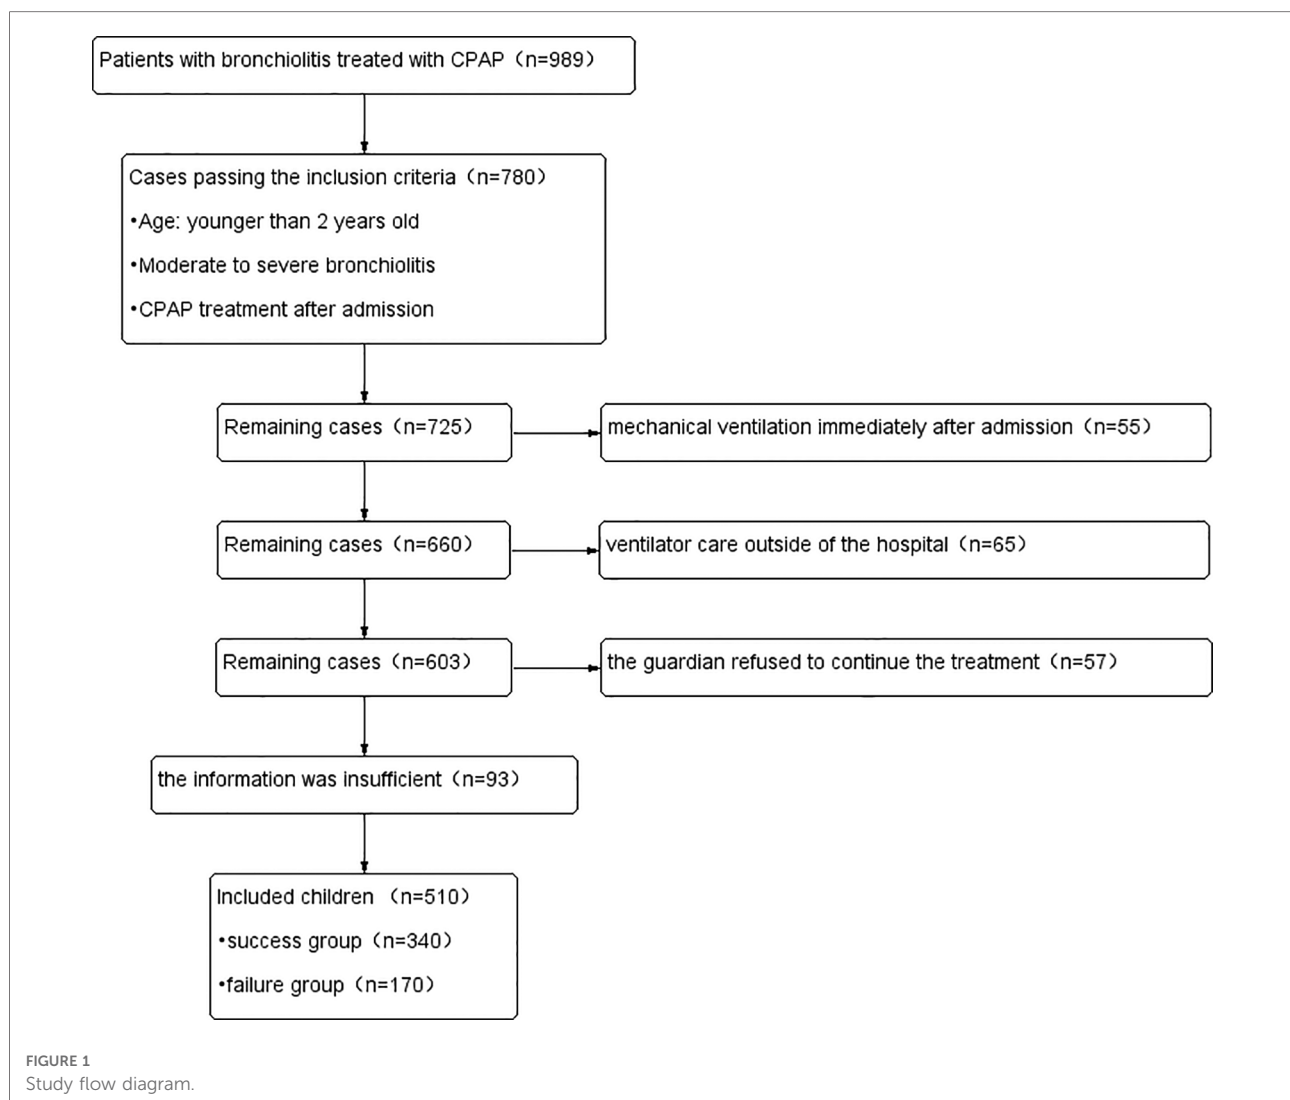 Patients with bronchiolitis treated with CPAP（n=989）
Cases passing the inclusion criteria（n=780）
•Age: younger than 2 years old
•Moderate to severe bronchiolitis
•CPAP treatment after admission
Remaining cases（n=725）
mechanical ventilation immediately after admission（n=55）
Remaining cases（n=660）
ventilator care outside of the hospital（n=65）
Remaining cases（n=603）
the guardian refused to continue the treatment（n=57）
the information was insufficient（n=93）
Included children （n=510）
•success group（n=340）
•failure group（n=170）
FIGURE 1
Study flow diagram.